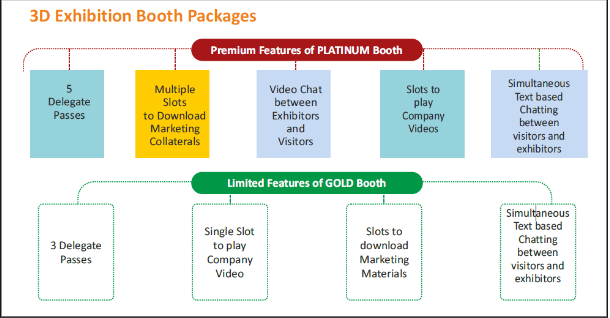 3D Exhibition Booth Packages
Premium Features of PLATINUM Booth
5
Delegate
Passes
Multiple
Slots
to Download
Marketing
Collaterals
Video Chat
between
Exhibitors
and
Visitors
Slots to
play
Company
Videos
Simultaneous
Text based
Chatting
between
visitors and
exhibitors
Limited Features of GOLD Booth
3 Delegate
Passes
Single Slot
to play
Company
Video
Slots to
download
Marketing
Materials
Simultaneous
Text based
Chatting
between
visitors and
exhibitors